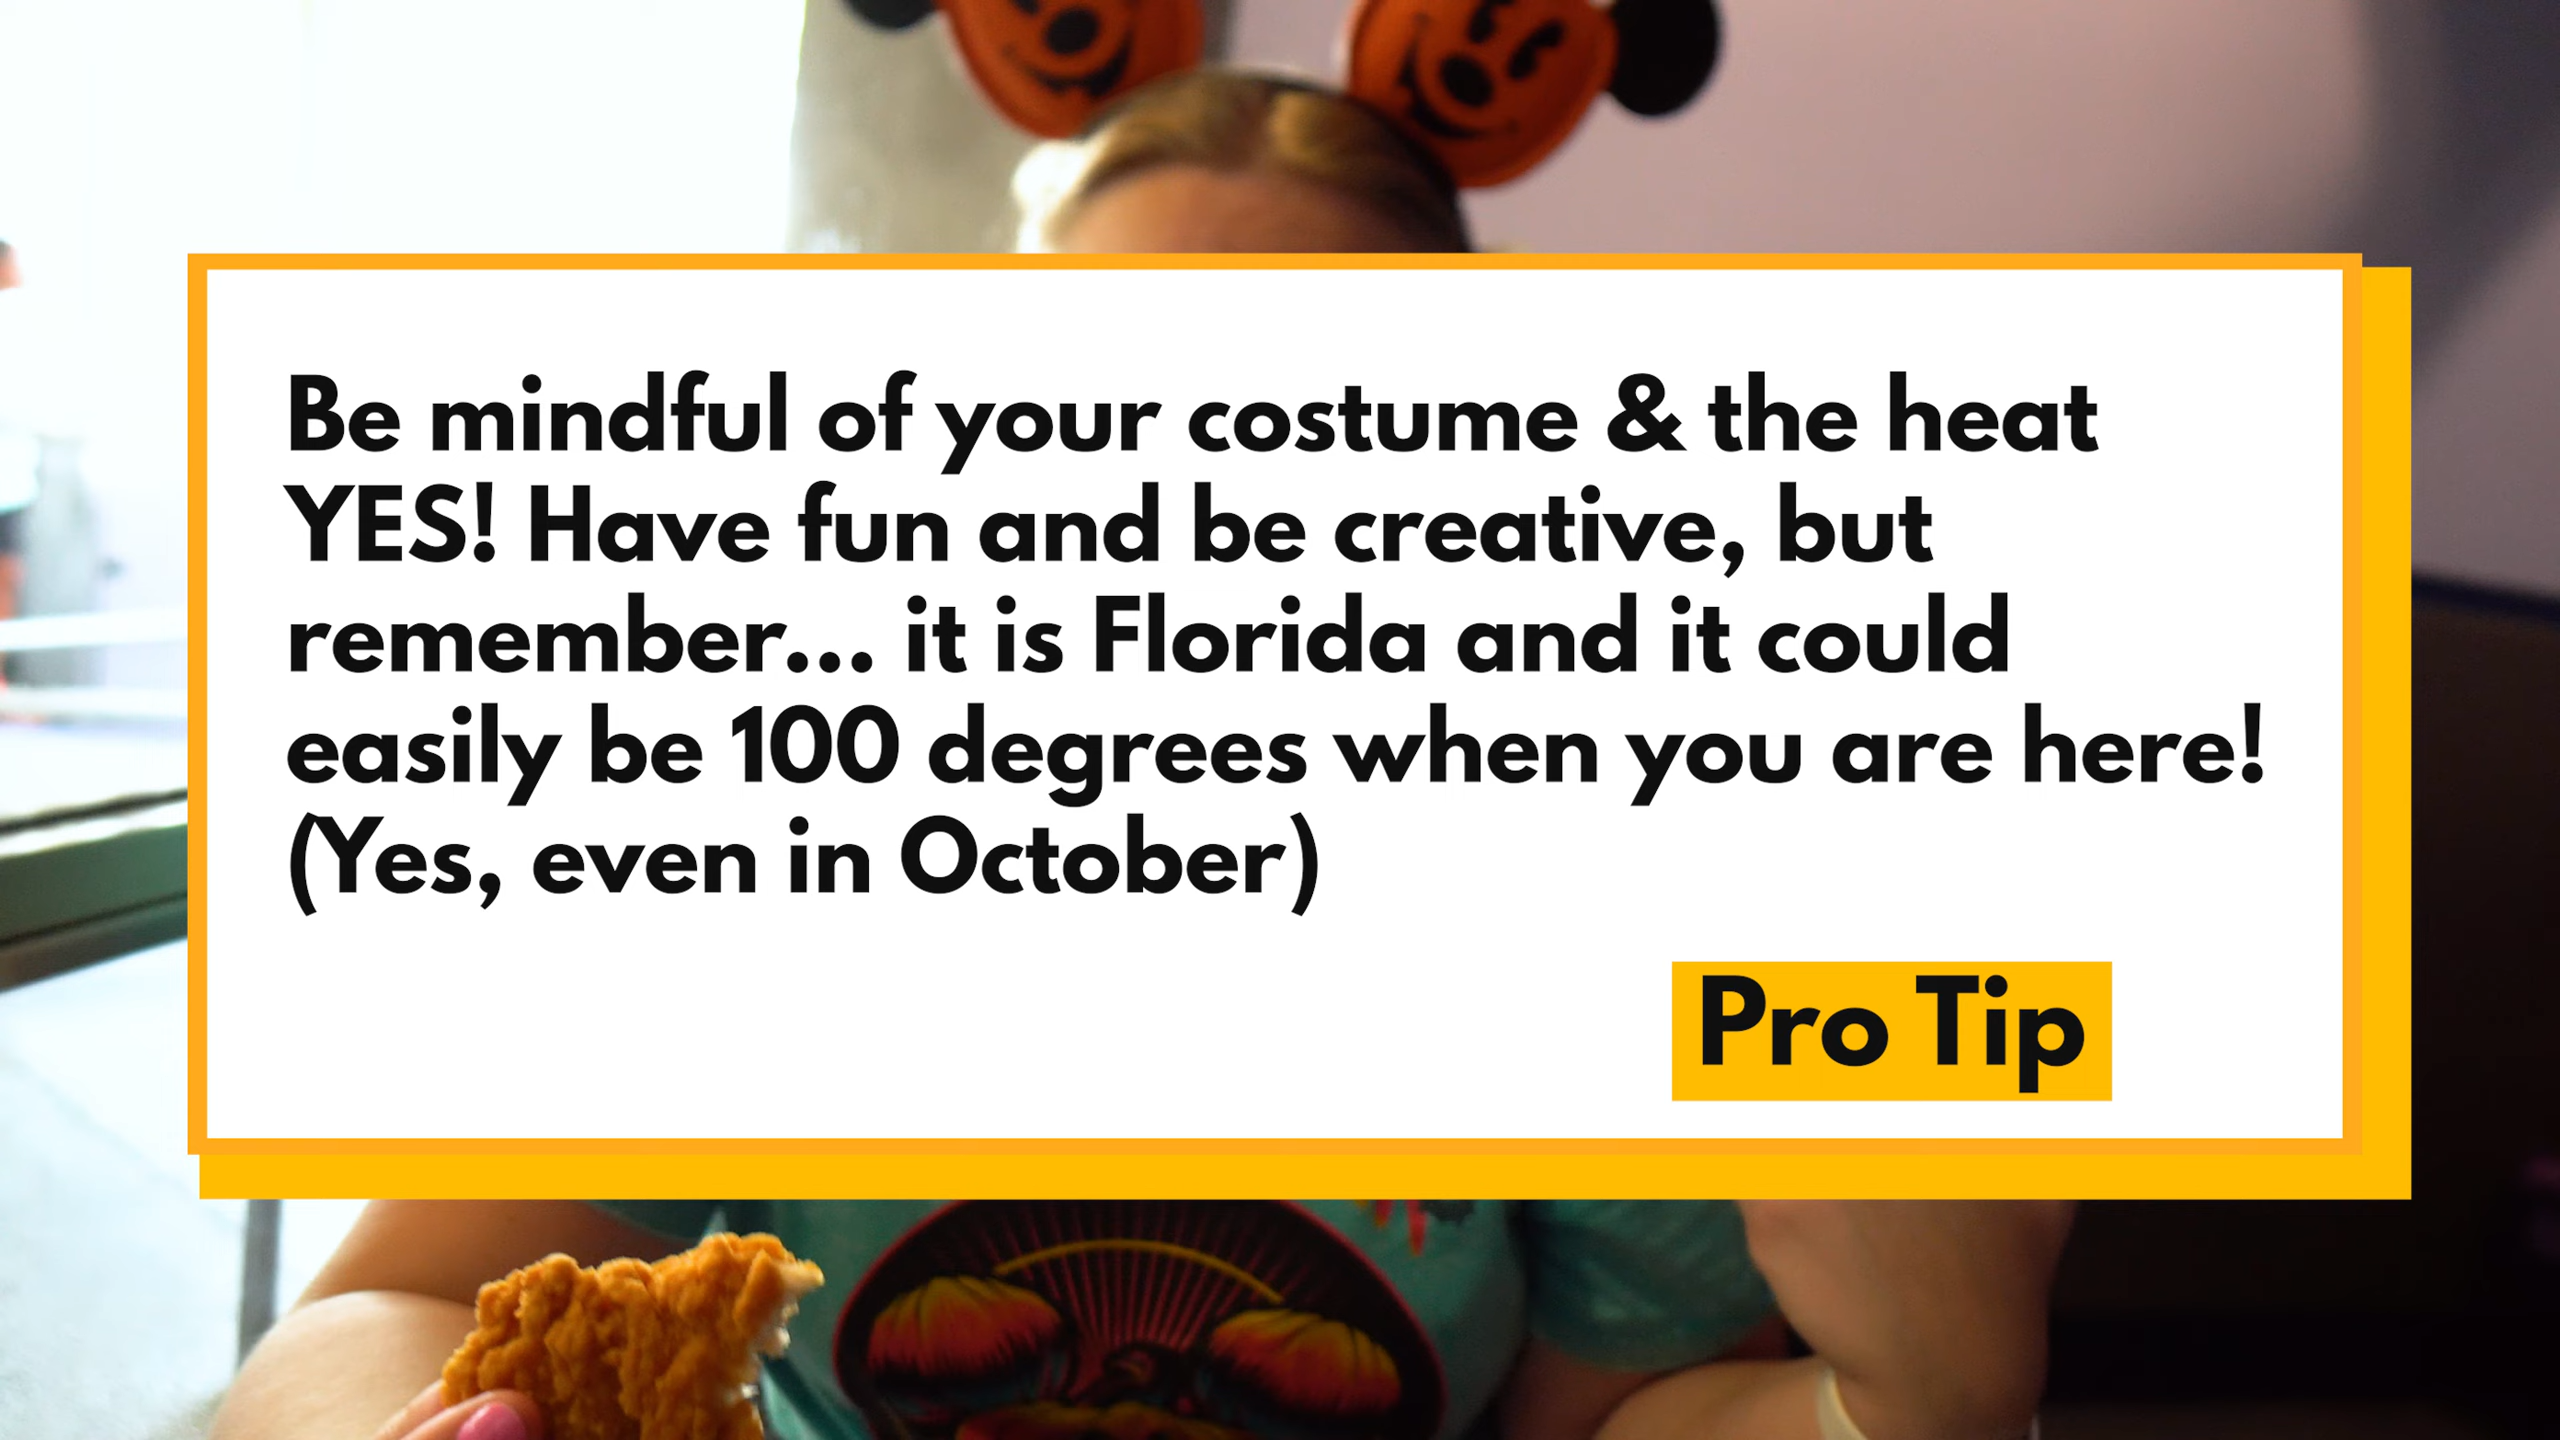 Be mindful of your costume & the heat
YES! Have fun and be creative, but
remember... it is Florida and it could
easily be 100 degrees when you are here!
(Yes, even in October)
Pro Tip